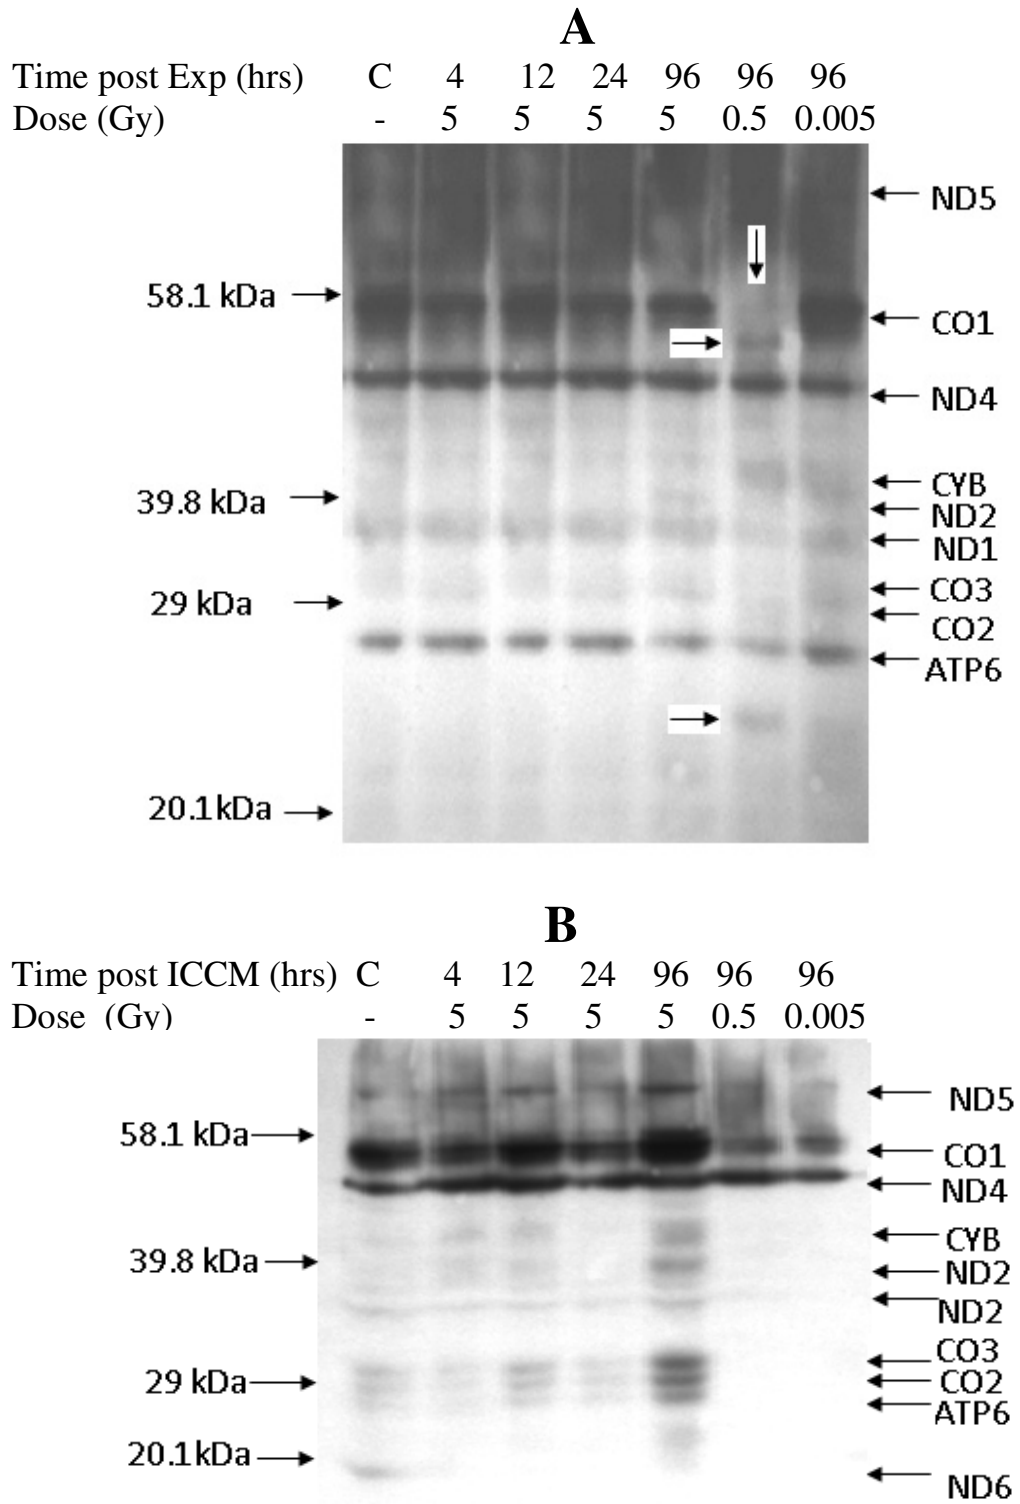 A
Time post Exp (hrs) C 4 12 24 96 96 96
Dose (Gy) - 5 5 5 5 0.5 0.005
ND5
58.1 kDa
CO1
ND4
CYB
39.8 kDa
ND2
ND1
CO3
29 kDa
CO2
ATP6
20.1kDa
B
Time post ICCM (hrs) C 4 12 24 96 96 96
Dose (Gy) - 5 5 5 5 0.5 0.005
ND5
58.1 kDa
CO1
ND4
CYB
39.8 kDa
ND2
ND2
CO3
29 kDa
CO2
ATP6
20.1kDa
ND6